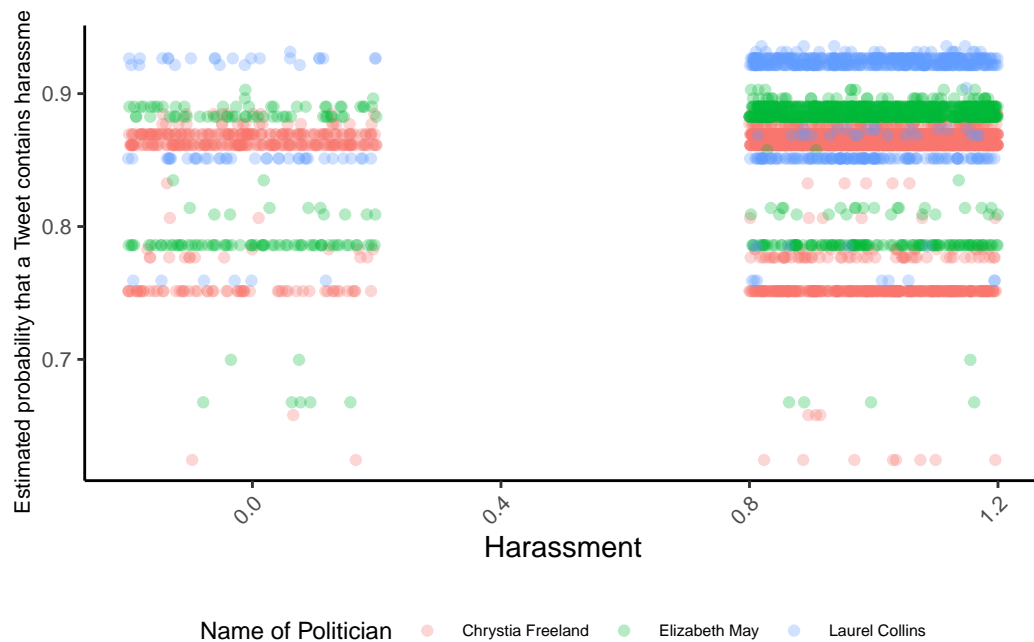 Estimated probability that a Tweet contains harassme
0.9
0.8
0.7
0.0
0.4
0.8
1.2
Harassment
Name of Politician Chrystia Freeland Elizabeth May Laurel Collins